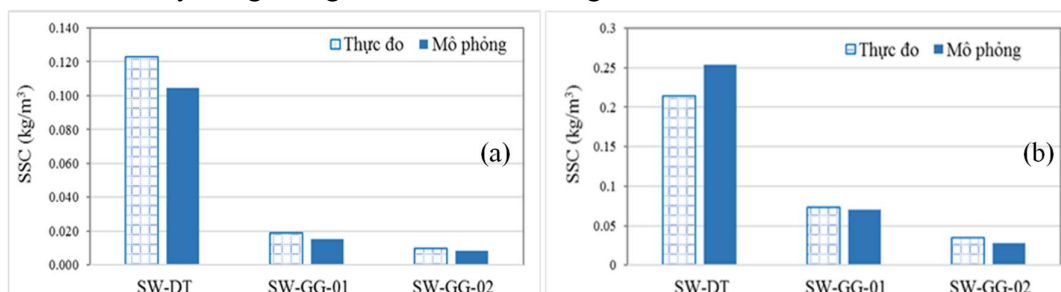 0.140
0.120
0.100
0.080
0.060
0.040
0.020
0.000
SSC (kg/m³)
Thực đo Mô phỏng
(a)
SW-DT SW-GG-01 SW-GG-02
0.3
0.25
0.2
0.15
0.1
0.05
0
SSC (kg/m³)
Thực đo Mô phỏng
(b)
SW-DT SW-GG-01 SW-GG-02